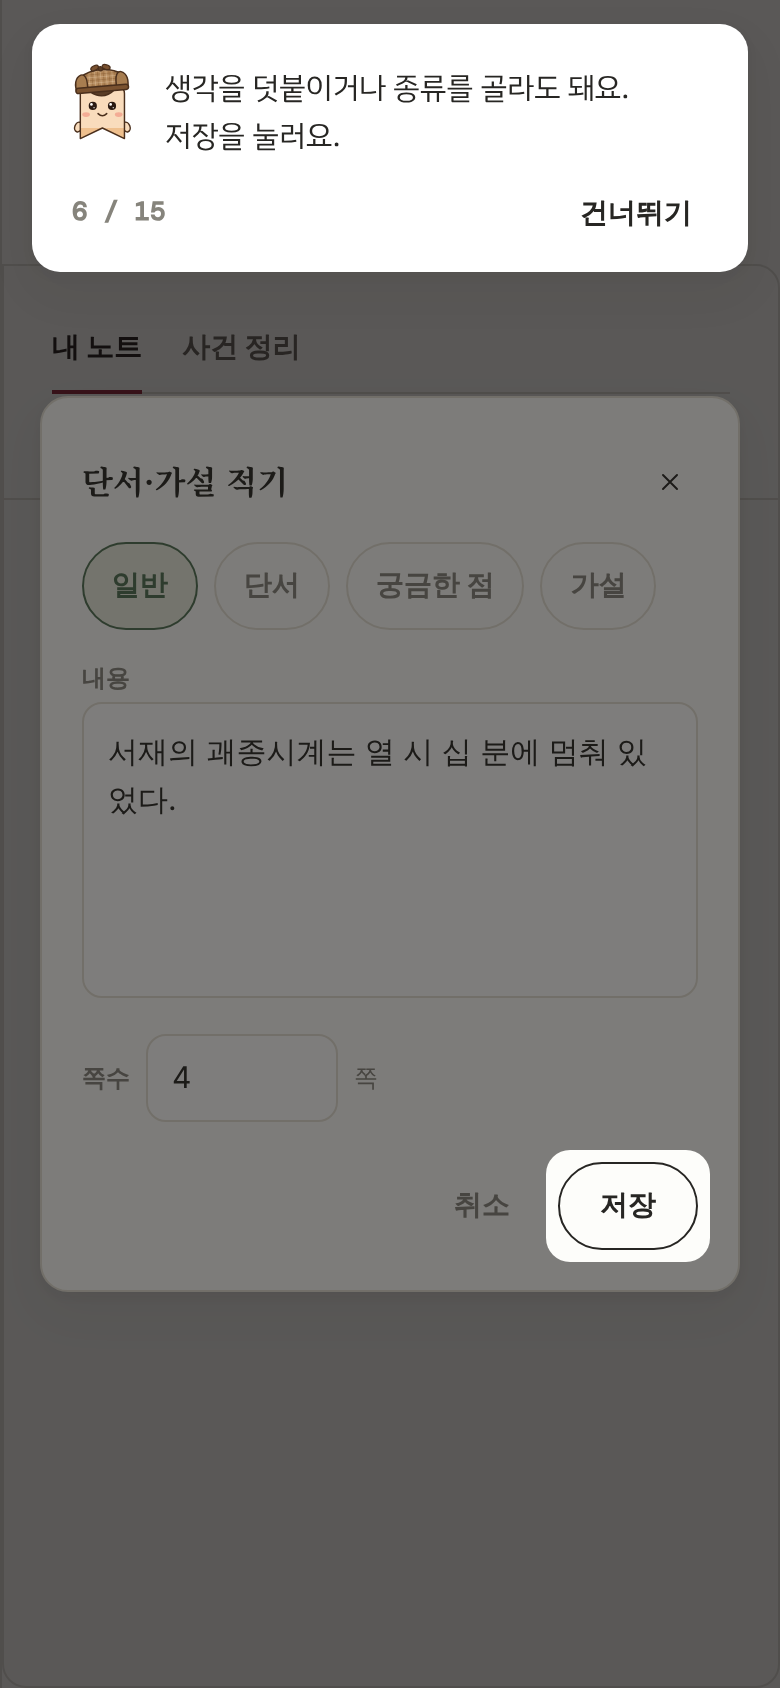 생각을 덧붙이거나 종류를 골라도 돼요.
저장을 눌러요.
6 / 15
건너뛰기
내 노트
사건 정리
단서·가설 적기
×
일반
단서
궁금한 점
가설
내용
서재의 괘종시계는 열 시 십 분에 멈춰 있
었다.
쪽수
4
쪽
취소
저장